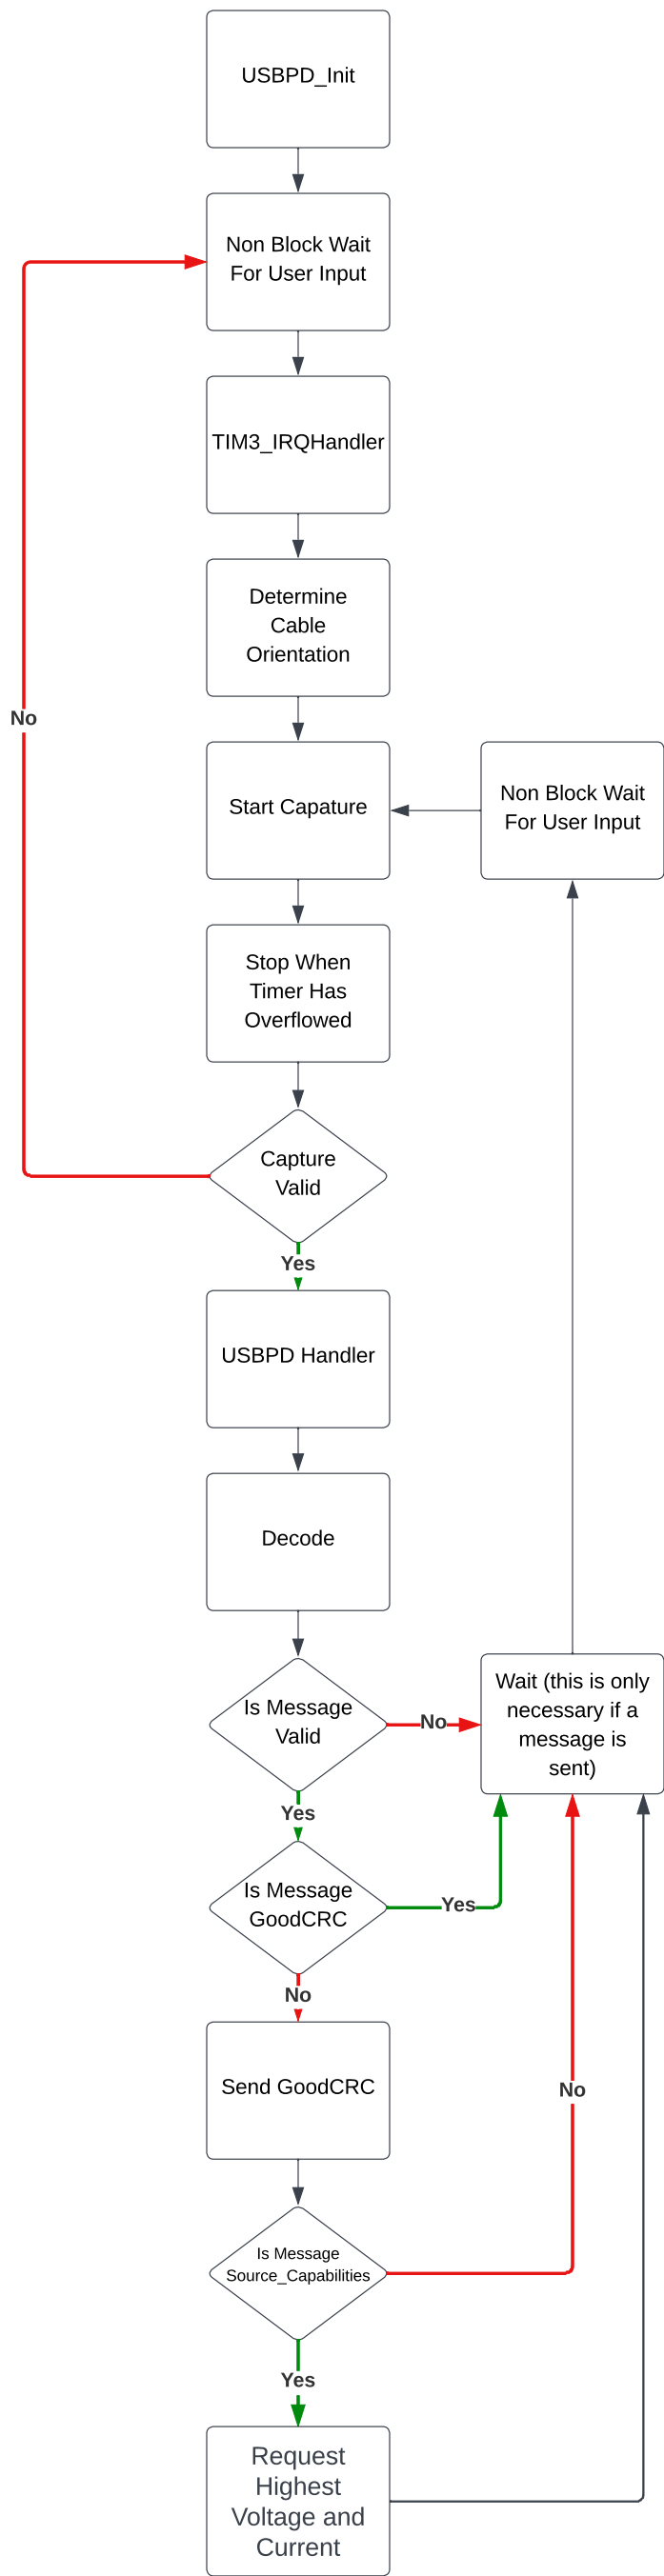 USBPD_Init
Non Block Wait
For User Input
TIM3_IRQHandler
Determine
Cable
Orientation
No
Start Capature
Non Block Wait
For User Input
Stop When
Timer Has
Overflowed
Capture
Valid
Yes
USBPD Handler
Decode
Is Message
Valid
No
Wait (this is only
necessary if a
message is
sent)
Yes
Is Message
GoodCRC
Yes
No
Send GoodCRC
No
Is Message
Source_Capabilities
Yes
Request
Highest
Voltage and
Current